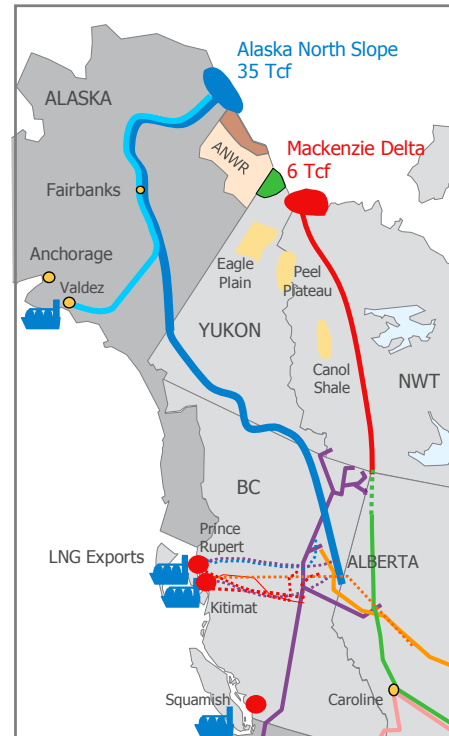 Alaska North Slope
35 Tcf
ALASKA
ANWR
Mackenzie Delta
6 Tcf
Fairbanks
Anchorage
Valdez
Eagle
Plain
Peel
Plateau
YUKON
Canol
Shale
NWT
BC
Prince
Rupert
LNG Exports
ALBERTA
Kitimat
Squamish
Caroline